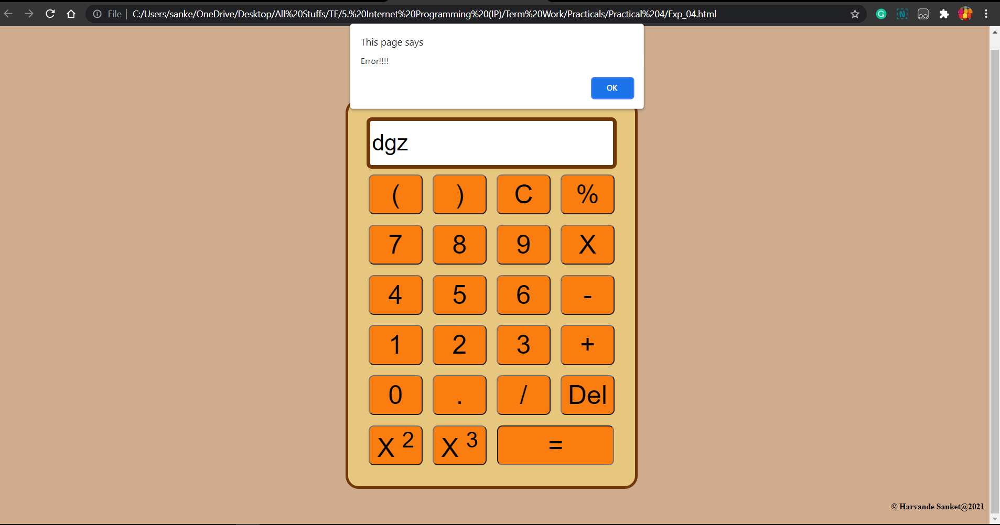 File | C:/Users/sanke/OneDrive/Desktop/All%20Stuffs/TE/5.%20Internet%20Programming%20(IP)/Term%20Work/Practicals/Practical%204/Exp_04.html
This page says
Error!!!!
OK
dgz
( ) C %
7 8 9 X
4 5 6 -
1 2 3 +
0 . / Del
X 2 X 3 =
© Harvande Sanket@2021